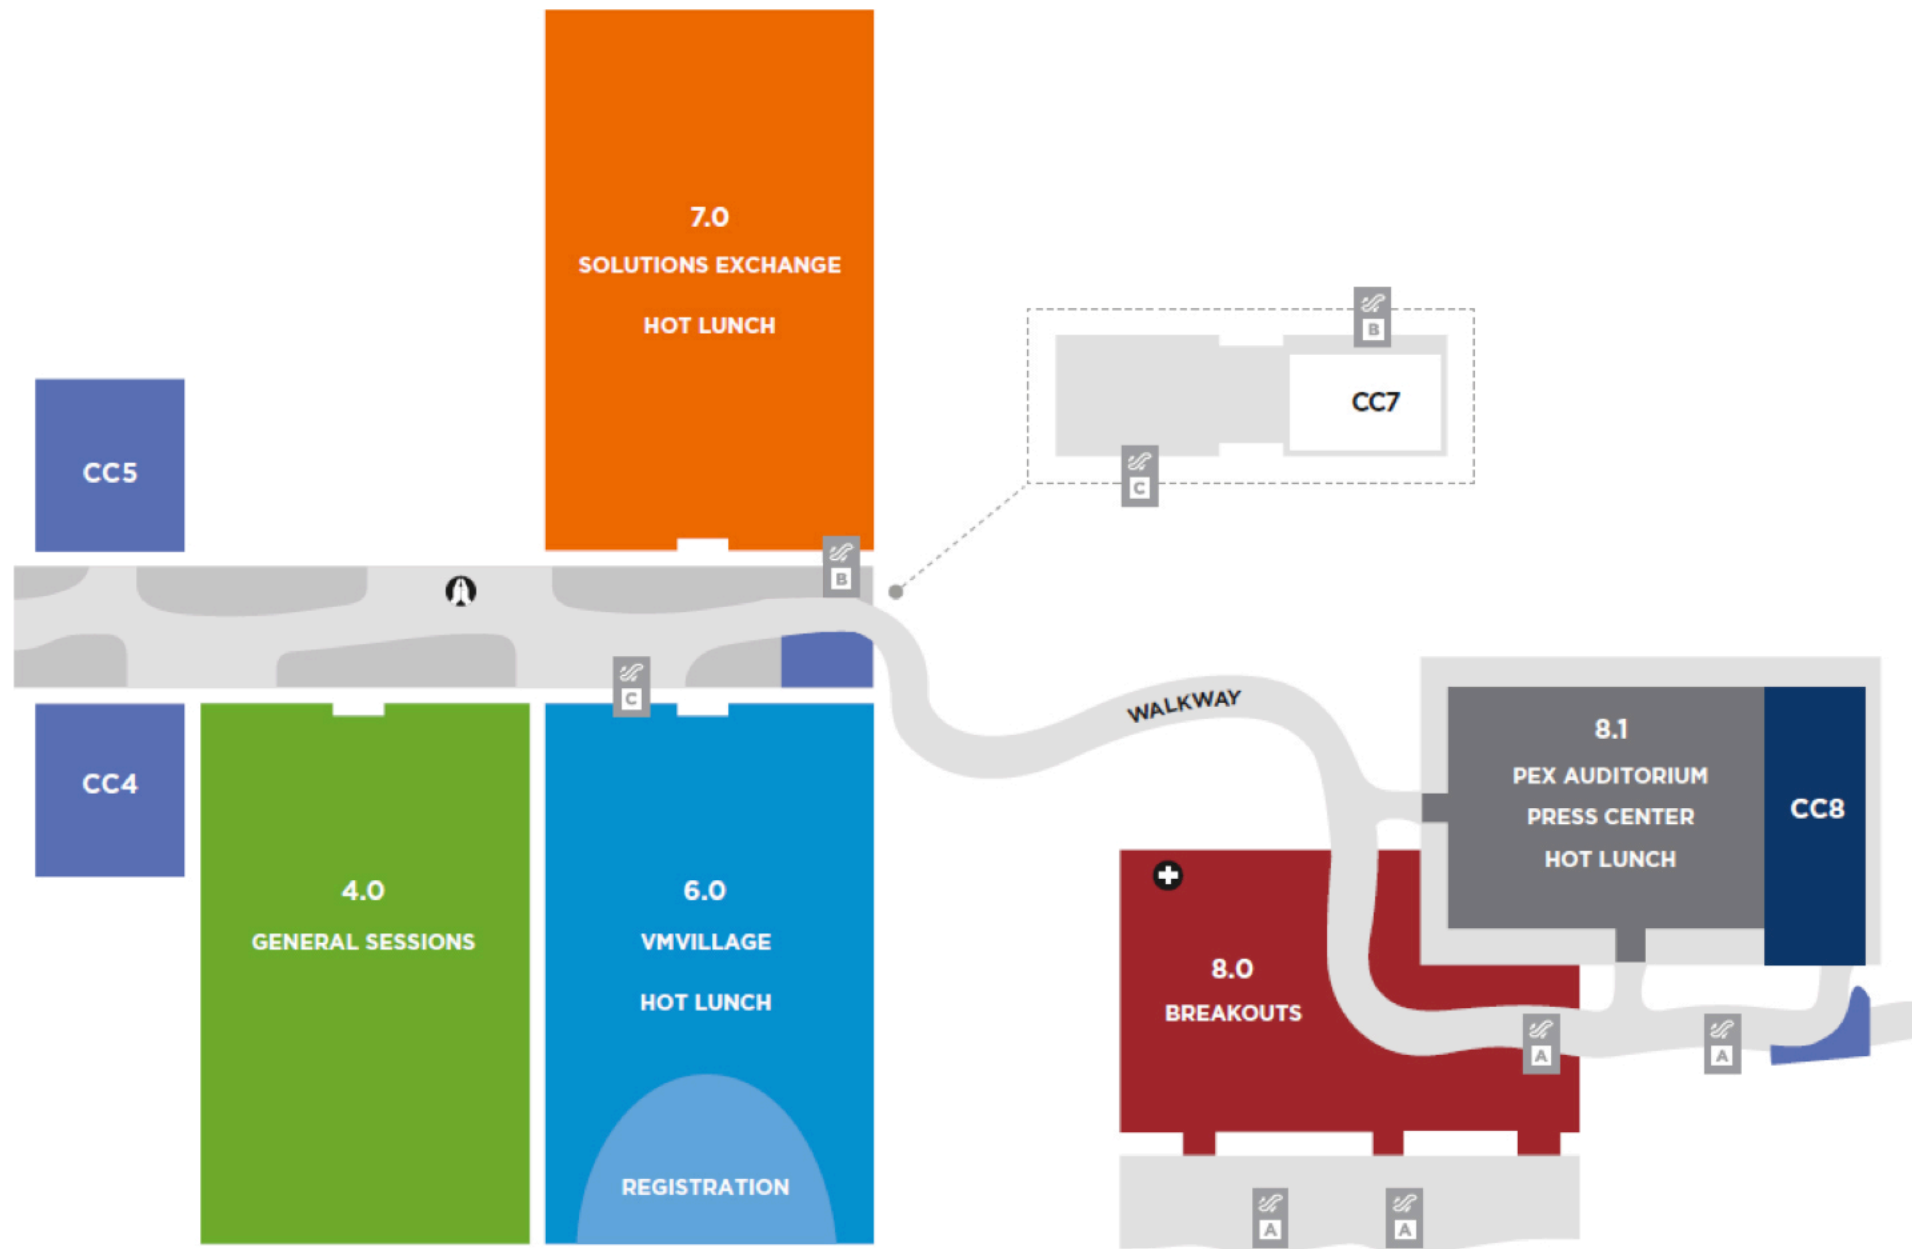 7.0
SOLUTIONS EXCHANGE
HOT LUNCH
B
CC7
C
CC5
B
C
WALKWAY
CC4
4.0
GENERAL SESSIONS
6.0
VMVILLAGE
HOT LUNCH
REGISTRATION
8.1
PEX AUDITORIUM
PRESS CENTER
HOT LUNCH
CC8
8.0
BREAKOUTS
A
A
A
A